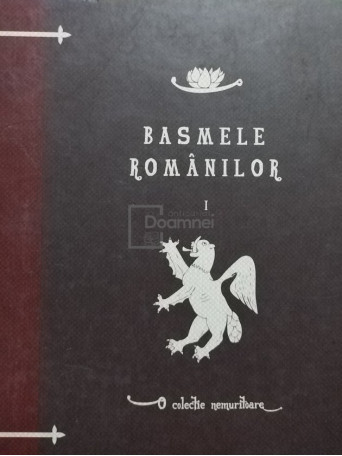 BASMELE
ROMÂNILOR
I
Doamnei
O colecție nemuritoare